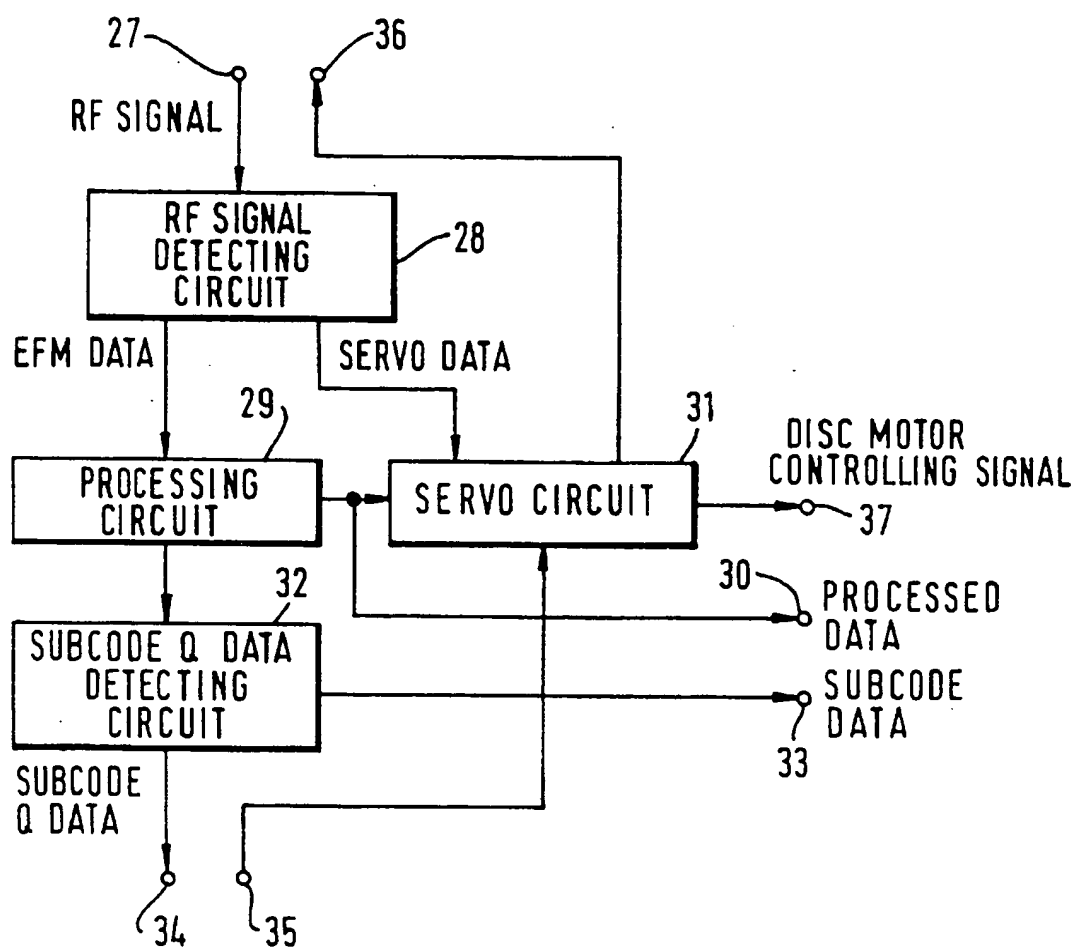 27
36
RF SIGNAL
RF SIGNAL
DETECTING
CIRCUIT
28
EFM DATA
SERVO DATA
29
31
DISC MOTOR
CONTROLLING SIGNAL
PROCESSING
CIRCUIT
SERVO CIRCUIT
37
32
30
PROCESSED
DATA
SUBCODE Q DATA
DETECTING
CIRCUIT
SUBCODE
DATA
33
SUBCODE
Q DATA
34
35